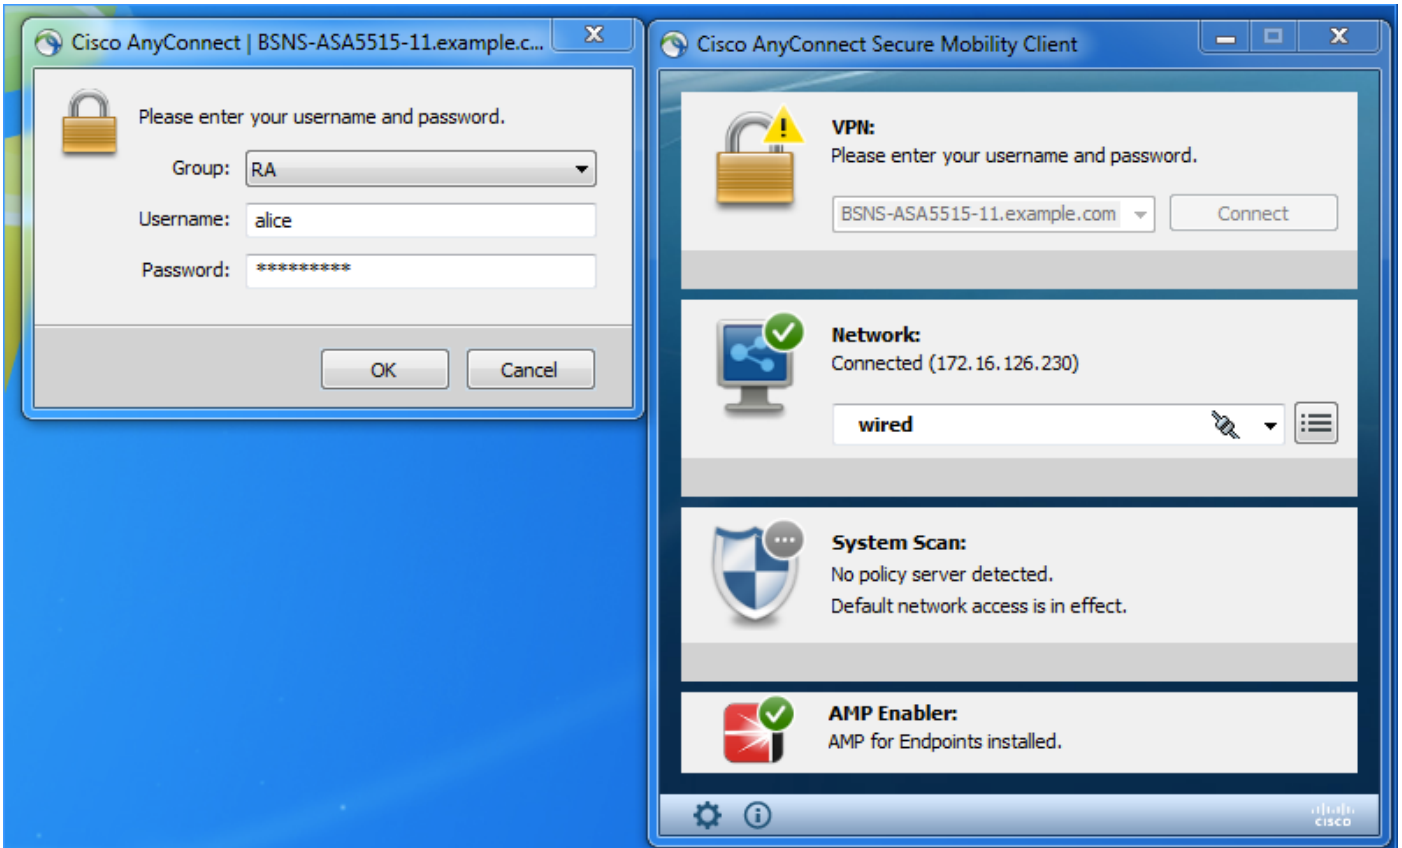 Cisco AnyConnect | BSNS-ASA5515-11.example.c...
Please enter your username and password.
Group: RA
Username: alice
Password: *********
OK Cancel
Cisco AnyConnect Secure Mobility Client
VPN:
Please enter your username and password.
BSNS-ASA5515-11.example.com Connect
Network:
Connected (172.16.126.230)
wired
System Scan:
No policy server detected.
Default network access is in effect.
AMP Enabler:
AMP for Endpoints installed.
CISCO